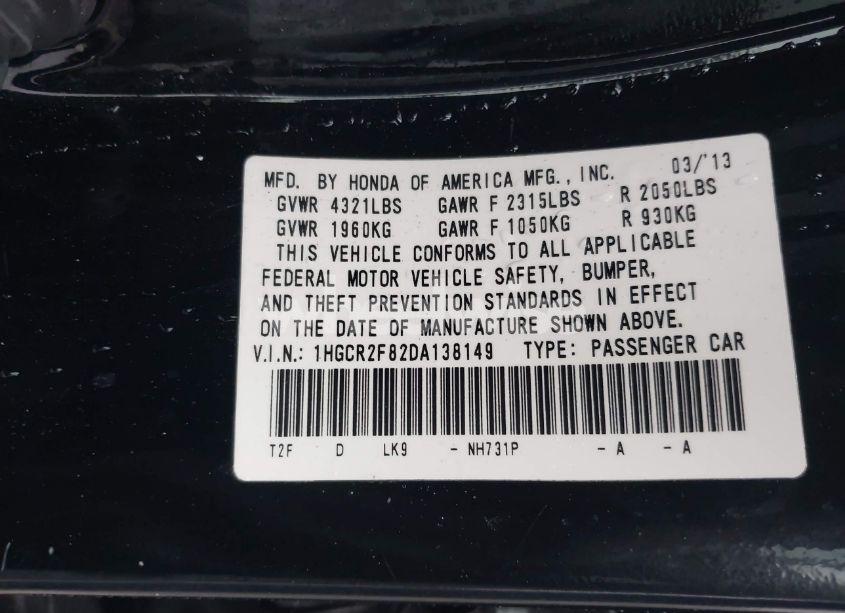 03/'13
MFD. BY HONDA OF AMERICA MFG., INC.
GVWR 4321LBS GAWR F 2315LBS R 2050LBS
GVWR 1960KG GAWR F 1050KG R 930KG
THIS VEHICLE CONFORMS TO ALL APPLICABLE
FEDERAL MOTOR VEHICLE SAFETY, BUMPER,
AND THEFT PREVENTION STANDARDS IN EFFECT
ON THE DATE OF MANUFACTURE SHOWN ABOVE.
V.I.N.: 1HGCR2F82DA138149 TYPE: PASSENGER CAR
T2F D LK9 - NH731P - A - A